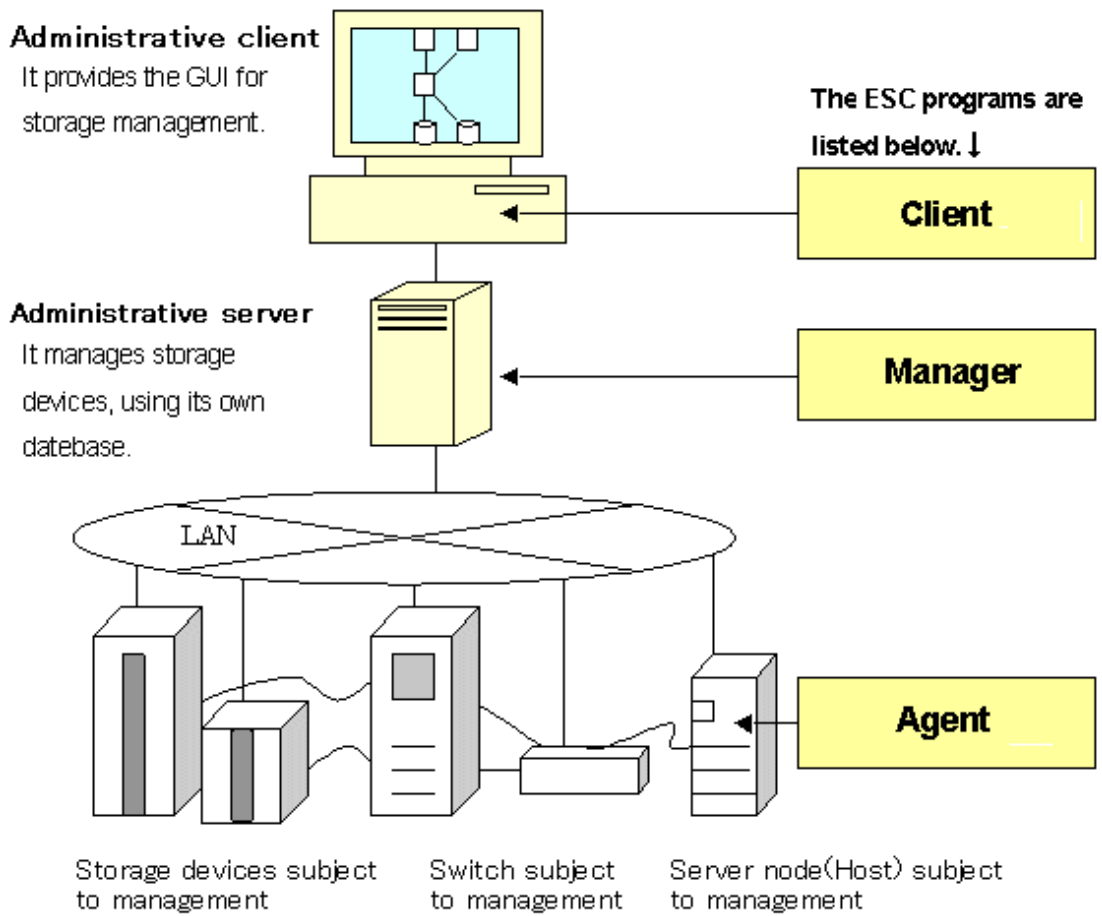 Administrative client
It provides the GUI for
storage management.
The ESC programs are
listed below.↓
Client
Administrative server
It manages storage
devices, using its own
datebase.
Manager
LAN
Agent
Storage devices subject
to management
Switch subject
to management
Server node(Host) subject
to management